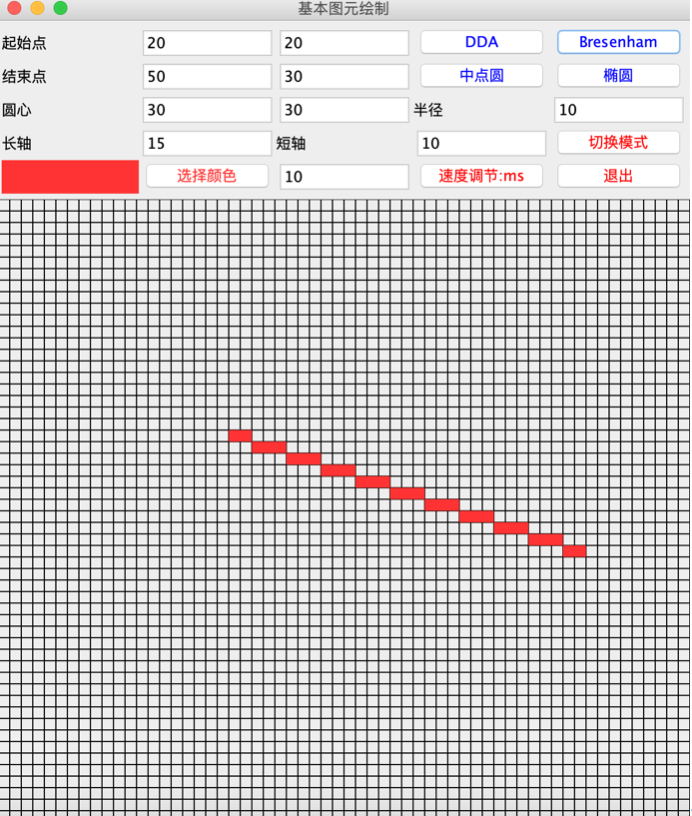 基本图元绘制
起始点 20 20 DDA Bresenham
结束点 50 30 中点圆 椭圆
圆心 30 30 半径 10
长轴 15 短轴 10 切换模式
选择颜色 10 速度调节:ms 退出